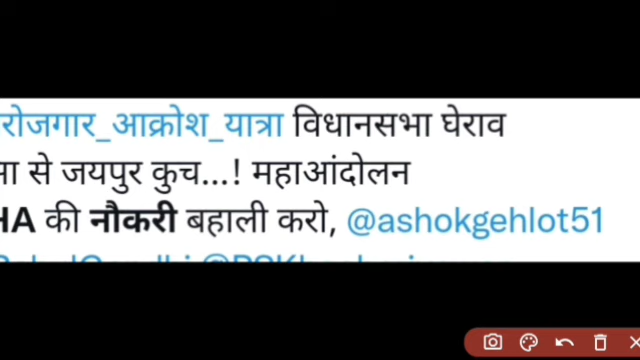 रोजगार_आक्रोश_यात्रा विधानसभा घेराव
से जयपुर कुच...! महाआंदोलन
HA की नौकरी बहाली करो, @ashokgehlot51